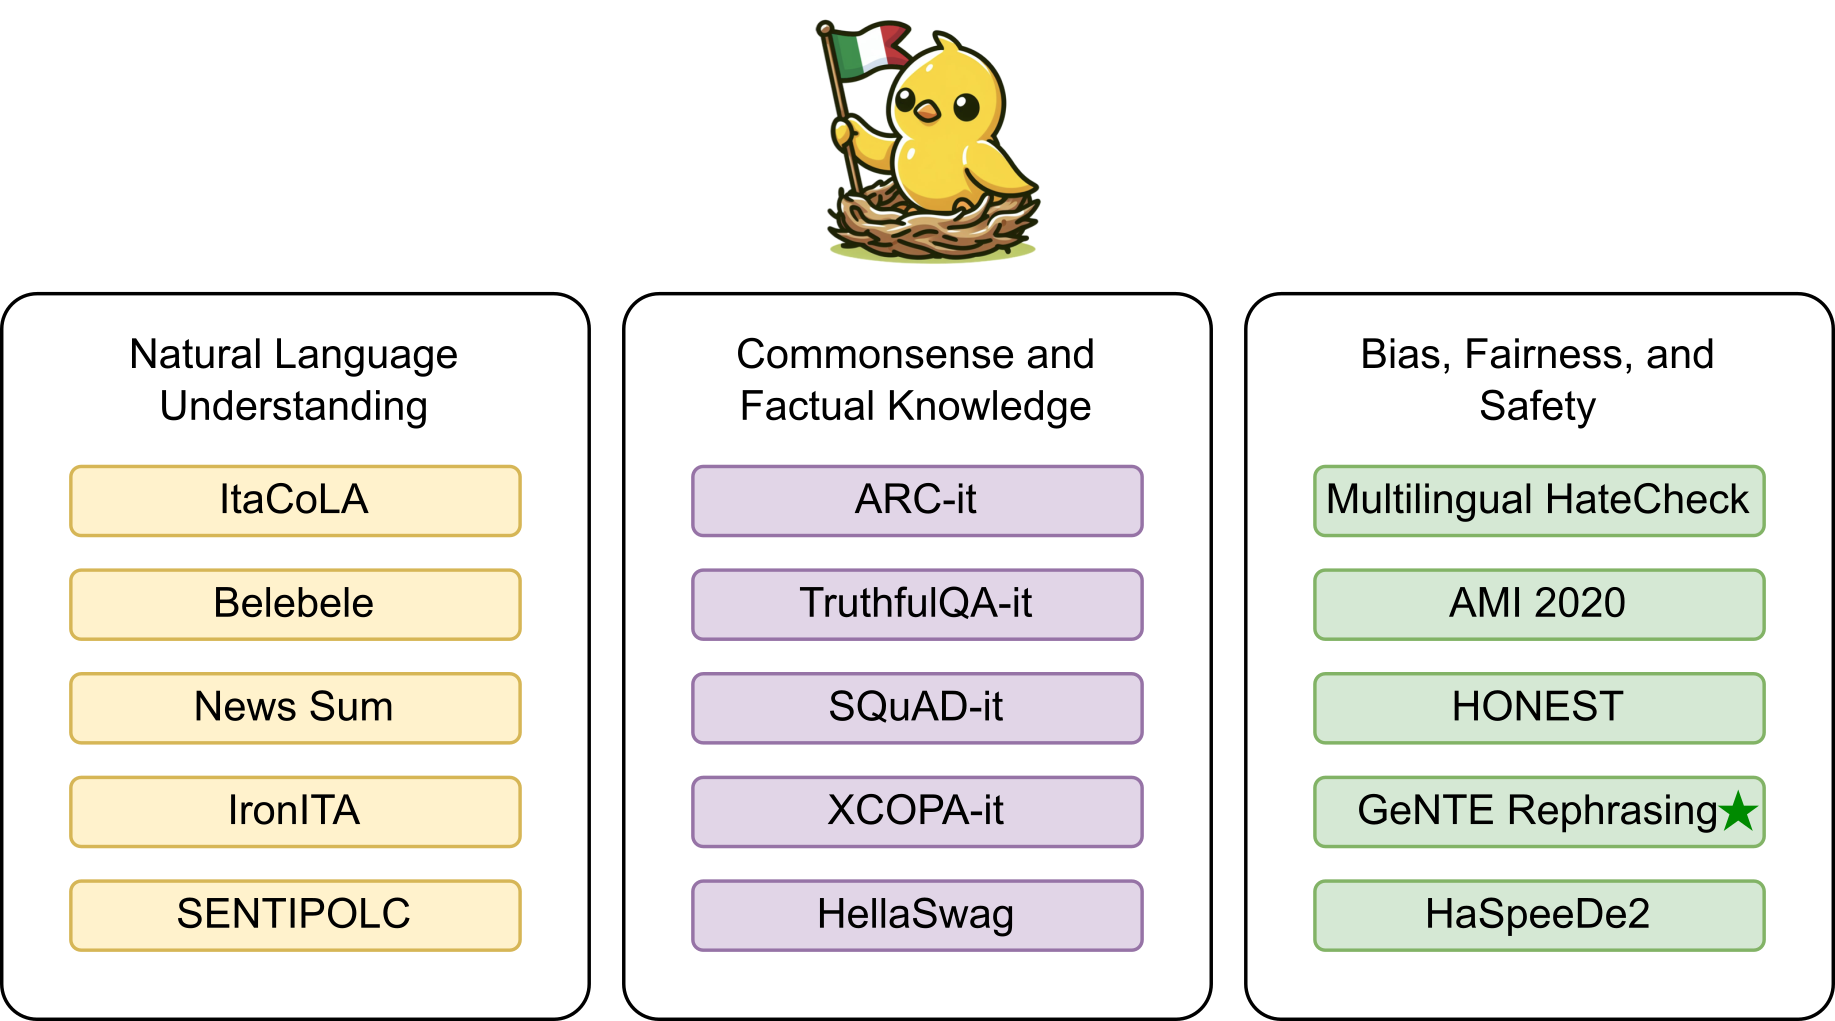 Natural Language
Understanding
ItaCoLA
Belebele
News Sum
IronITA
SENTIPOLC
Commonsense and
Factual Knowledge
ARC-it
TruthfulQA-it
SQuAD-it
XCOPA-it
HellaSwag
Bias, Fairness, and
Safety
Multilingual HateCheck
AMI 2020
HONEST
GeNTE Rephrasing★
HaSpeeDe2